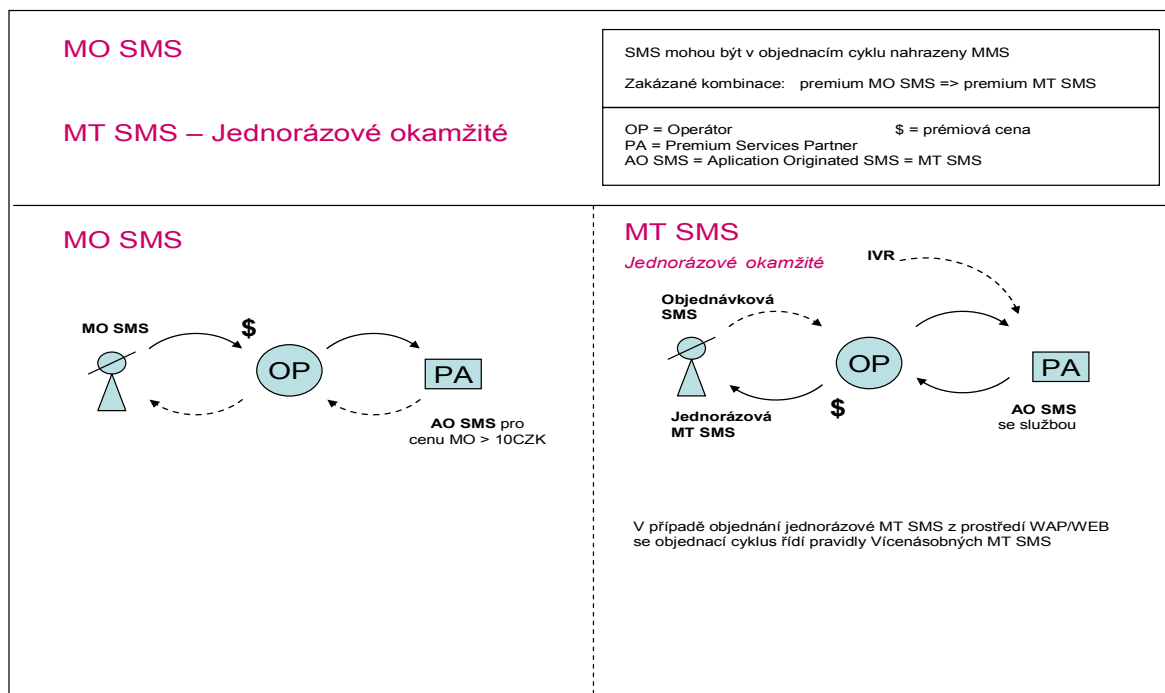 MO SMS
MT SMS – Jednorázové okamžité
SMS mohou být v objednacím cyklu nahrazeny MMS
Zakázané kombinace: premium MO SMS => premium MT SMS
OP = Operátor $ = prémiová cena
PA = Premium Services Partner
AO SMS = Aplication Originated SMS = MT SMS
MO SMS
MO SMS
$
OP
PA
AO SMS pro
cenu MO > 10CZK
MT SMS
Jednorázové okamžité
IVR
Objednávková
SMS
OP
PA
$
Jednorázová
MT SMS
AO SMS
se službou
V případě objednání jednorázové MT SMS z prostředí WAP/WEB
se objednací cyklus řídí pravidly Vícenásobných MT SMS